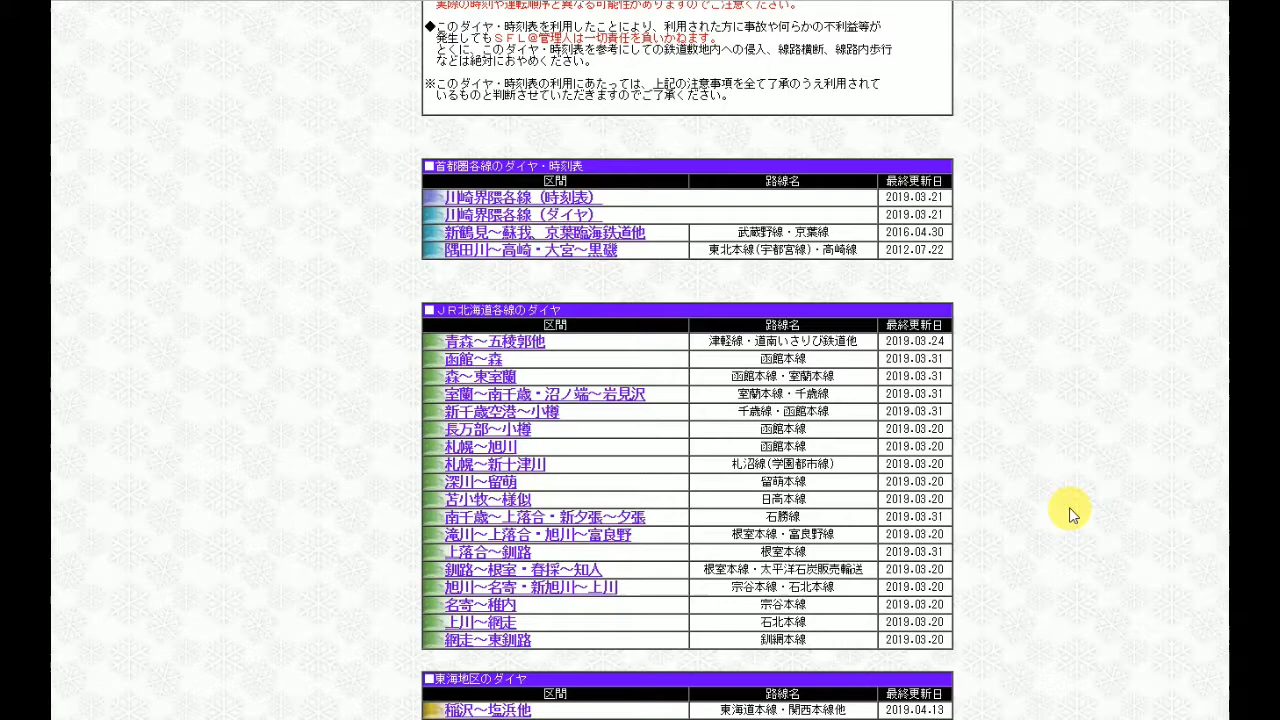 実際の時刻や運転順序と異なる可能性がありますのでご注意ください。
◆このダイヤ・時刻表を利用したことにより、利用された方に事故や何らかの不利益等が
発生してもＳＦＬ＠管理人は一切責任を負いかねます。
とくに、このダイヤ・時刻表を参考にしての鉄道敷地内への侵入、線路横断、線路内歩行
などは絶対におやめください。
※このダイヤ・時刻表の利用にあたっては、上記の注意事項を全て了承のうえ利用されて
いるものと判断させていただきますのでご了承ください。
■首都圏各線のダイヤ・時刻表
区間 路線名 最終更新日
川崎界隈各線（時刻表） 2019.03.21
川崎界隈各線（ダイヤ） 2019.03.21
新鶴見～蘇我、京葉臨海鉄道他 武蔵野線・京葉線 2016.04.30
隅田川～高崎・大宮～黒磯 東北本線(宇都宮線)・高崎線 2012.07.22
■ＪＲ北海道各線のダイヤ
区間 路線名 最終更新日
青森～五稜郭他 津軽線・道南いさりび鉄道他 2019.03.24
函館～森 函館本線 2019.03.31
森～東室蘭 函館本線・室蘭本線 2019.03.31
室蘭～南千歳・沼ノ端～岩見沢 室蘭本線・千歳線 2019.03.31
新千歳空港～小樽 千歳線・函館本線 2019.03.31
長万部～小樽 函館本線 2019.03.20
札幌～旭川 函館本線 2019.03.20
札幌～新十津川 札沼線(学園都市線) 2019.03.20
深川～留萌 留萌本線 2019.03.20
苫小牧～様似 日高本線 2019.03.20
南千歳～上落合・新夕張～夕張 石勝線 2019.03.31
滝川～上落合・旭川～富良野 根室本線・富良野線 2019.03.20
上落合～釧路 根室本線 2019.03.31
釧路～根室・春採～知人 根室本線・太平洋石炭販売輸送 2019.03.20
旭川～名寄・新旭川～上川 宗谷本線・石北本線 2019.03.20
名寄～稚内 宗谷本線 2019.03.20
上川～網走 石北本線 2019.03.20
網走～東釧路 釧網本線 2019.03.20
■東海地区のダイヤ
区間 路線名 最終更新日
稲沢～塩浜他 東海道本線・関西本線他 2019.04.13